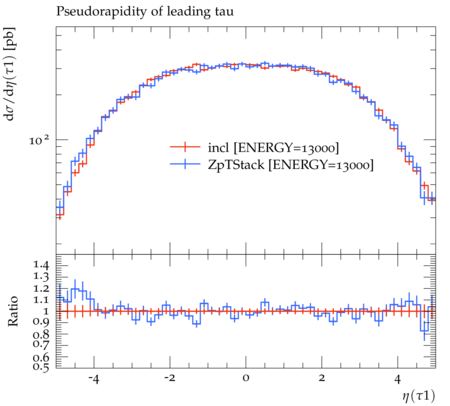 Pseudorapidity of leading tau
dσ/dη(τ1) [pb]
10²
incl [ENERGY=13000]
ZpTStack [ENERGY=13000]
Ratio
1.4
1.3
1.2
1.1
1
0.9
0.8
0.7
0.6
0.5
-4 -2 0 2 4
η(τ1)